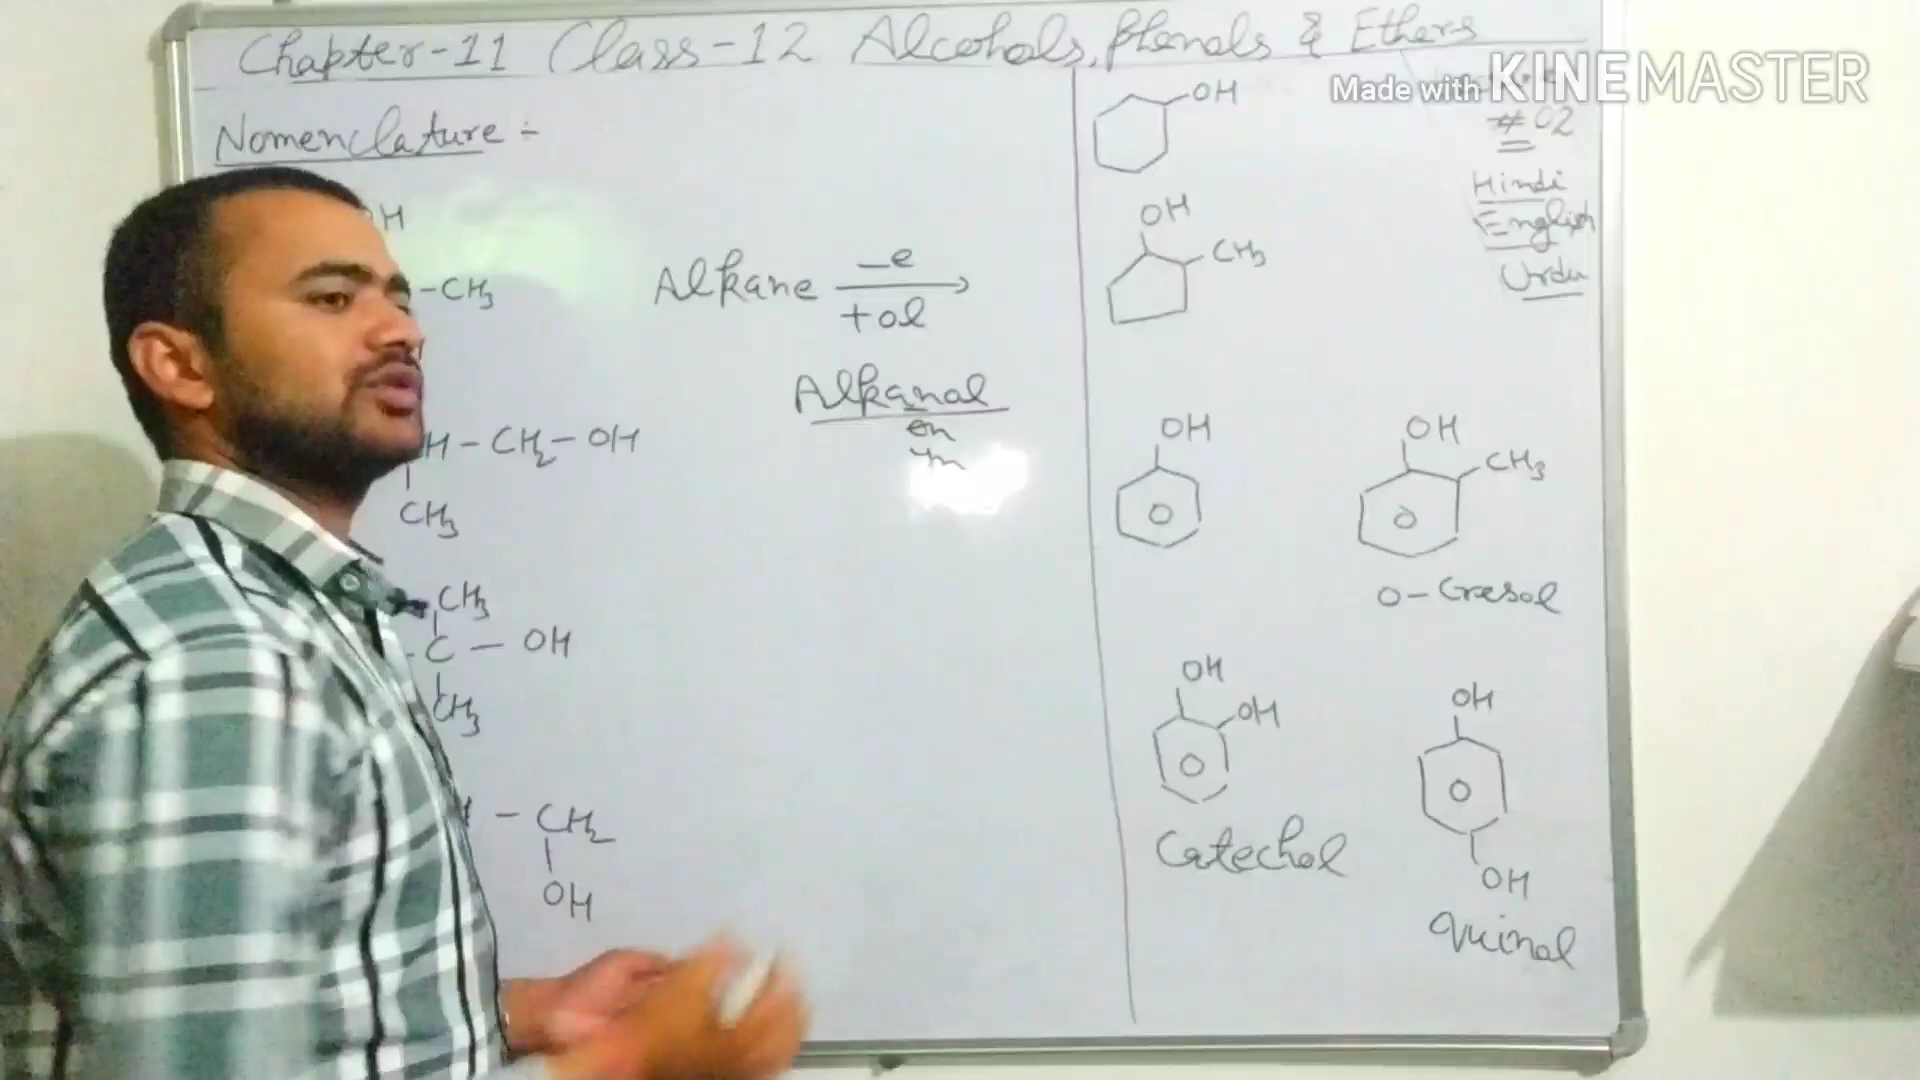 Chapter-11 Class-12 Alcohols, Phenols & Ethers
Made with KINEMASTER
# 02
Hindi
English
Urdu
Nomenclature :-
-CH3
Alkane -e
+ol
Alkanol
en
yn
H - CH2 - OH
CH3
CH3
C - OH
CH3
- CH2
OH
OH
OH
CH3
OH
OH
CH3
O-Cresol
OH
OH
Catechol
OH
OH
Quinol